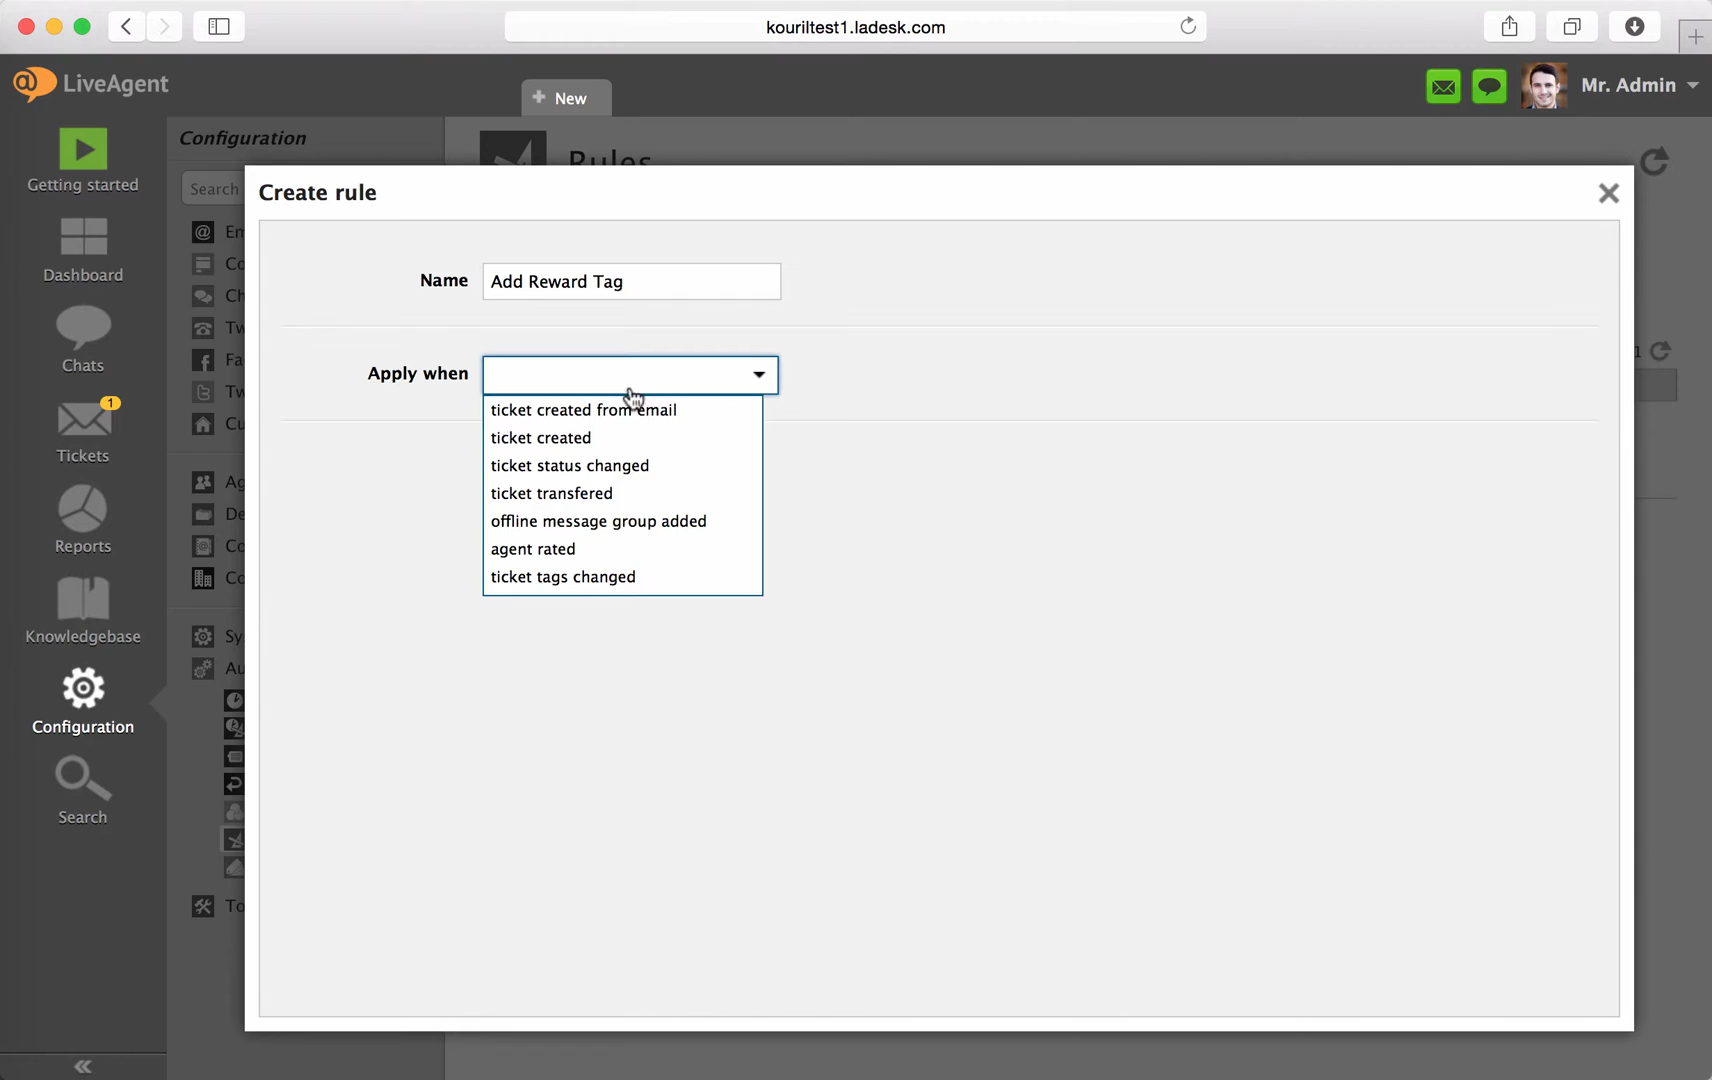 kouriltest1.ladesk.com
LiveAgent
+ New
Mr. Admin
Getting started
Dashboard
Chats
1
Tickets
Reports
Knowledgebase
Configuration
Search
Configuration
Search
Rules
Create rule
Name
Add Reward Tag
Apply when
ticket created from email
ticket created
ticket status changed
ticket transfered
offline message group added
agent rated
ticket tags changed